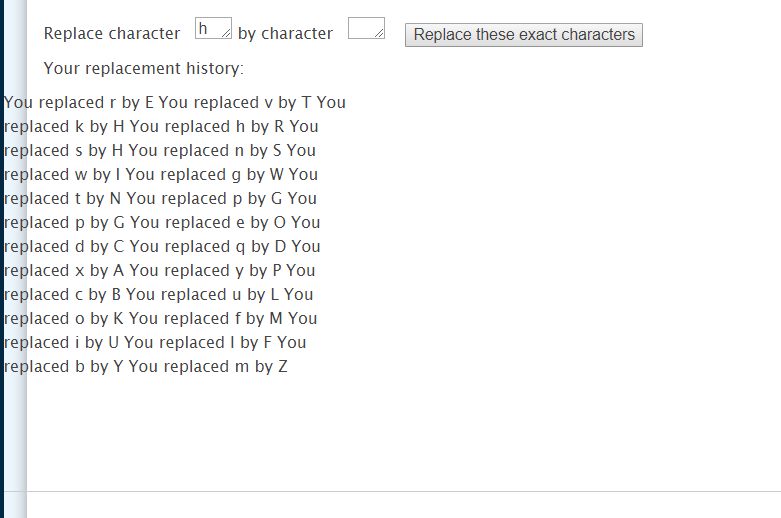 Replace character h by character Replace these exact characters
Your replacement history:
You replaced r by E You replaced v by T You
replaced k by H You replaced h by R You
replaced s by H You replaced n by S You
replaced w by I You replaced g by W You
replaced t by N You replaced p by G You
replaced p by G You replaced e by O You
replaced d by C You replaced q by D You
replaced x by A You replaced y by P You
replaced c by B You replaced u by L You
replaced o by K You replaced f by M You
replaced i by U You replaced l by F You
replaced b by Y You replaced m by Z